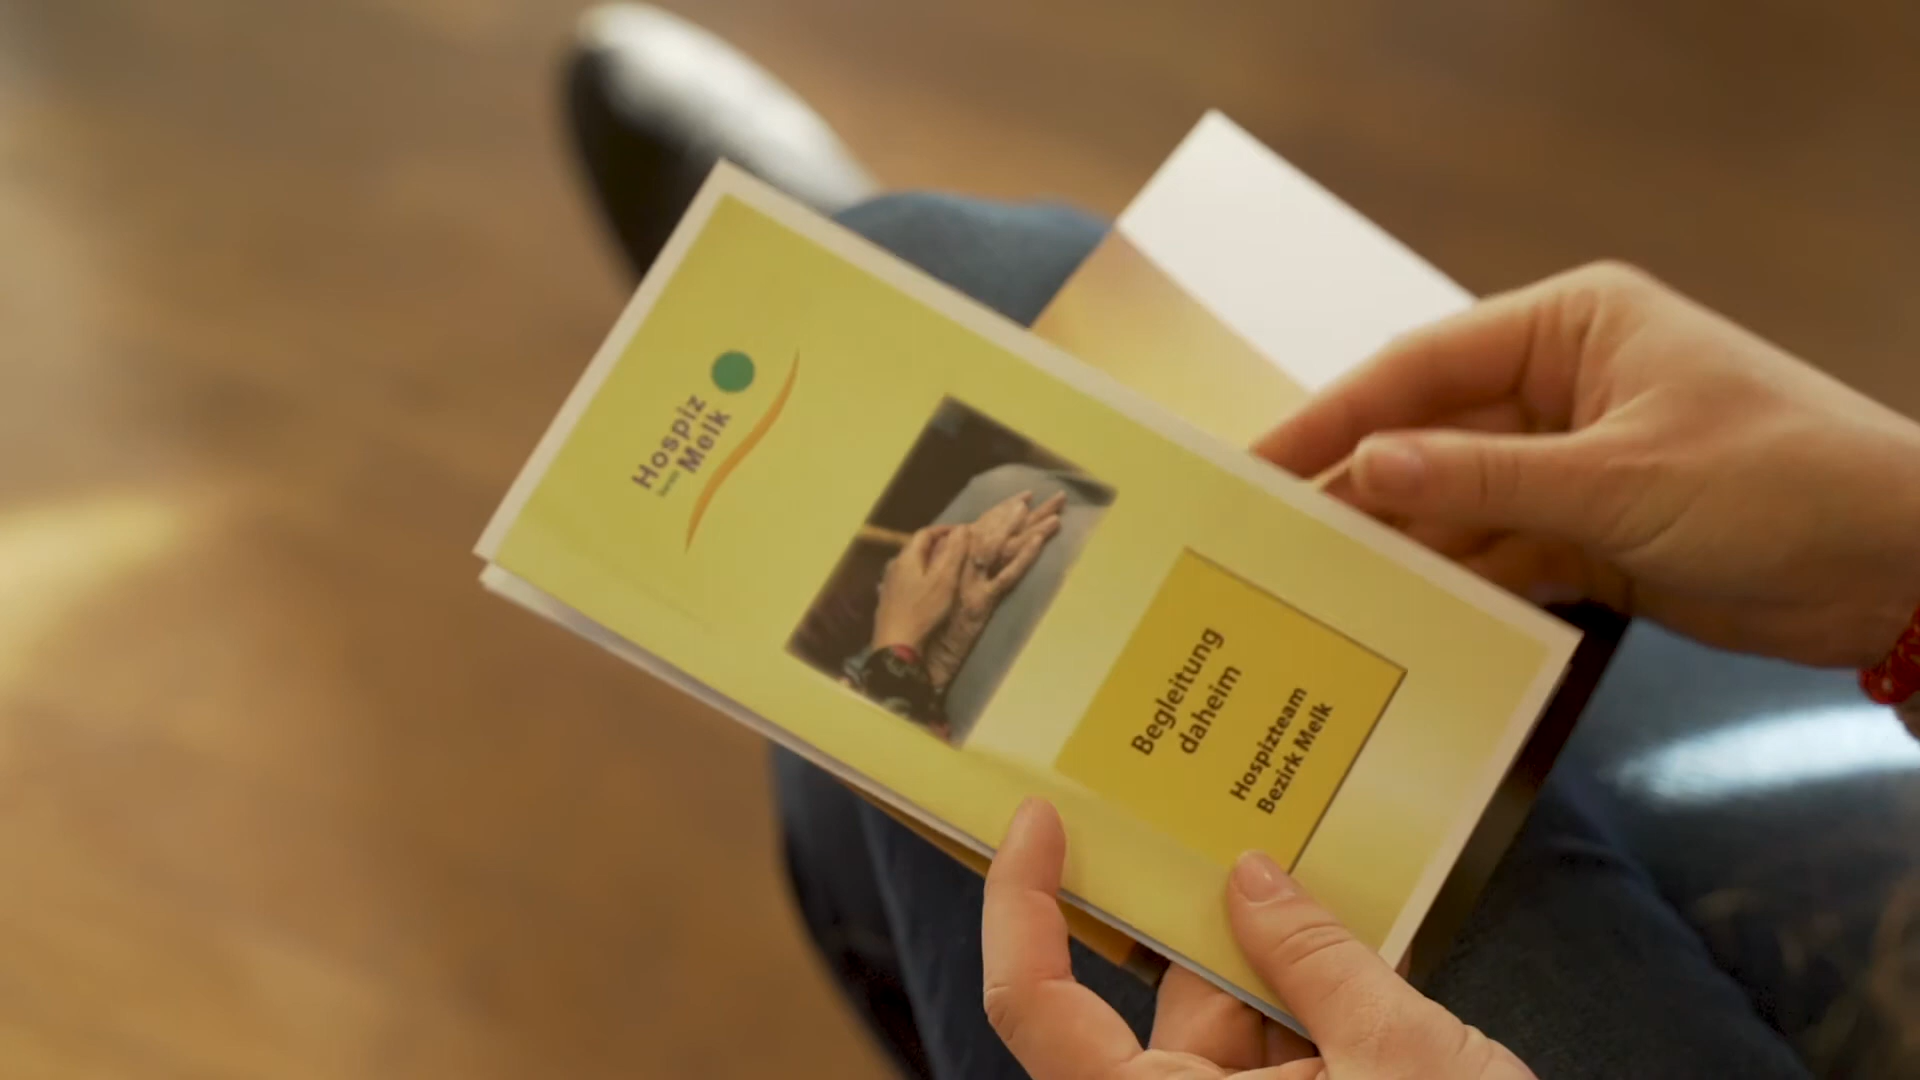 Hospiz
Melk
Begleitung
daheim
Hospizteam
Bezirk Melk